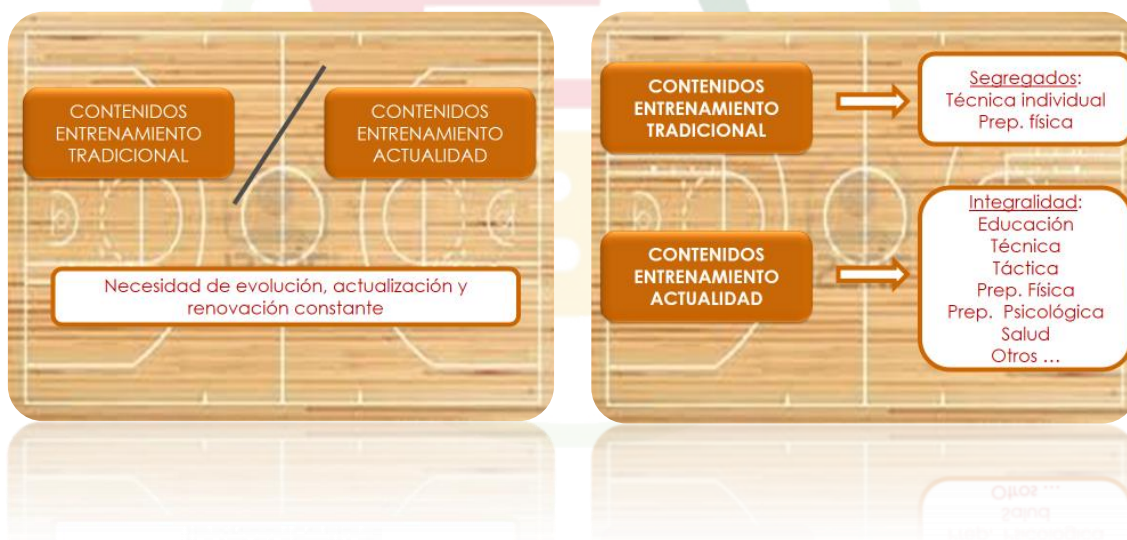 CONTENIDOS
ENTRENAMIENTO
TRADICIONAL
CONTENIDOS
ENTRENAMIENTO
ACTUALIDAD
Necesidad de evolución, actualización y
renovación constante
CONTENIDOS
ENTRENAMIENTO
TRADICIONAL
Segregados:
Técnica individual
Prep. física
CONTENIDOS
ENTRENAMIENTO
ACTUALIDAD
Integralidad:
Educación
Técnica
Táctica
Prep. Física
Prep. Psicológica
Salud
Otros ...